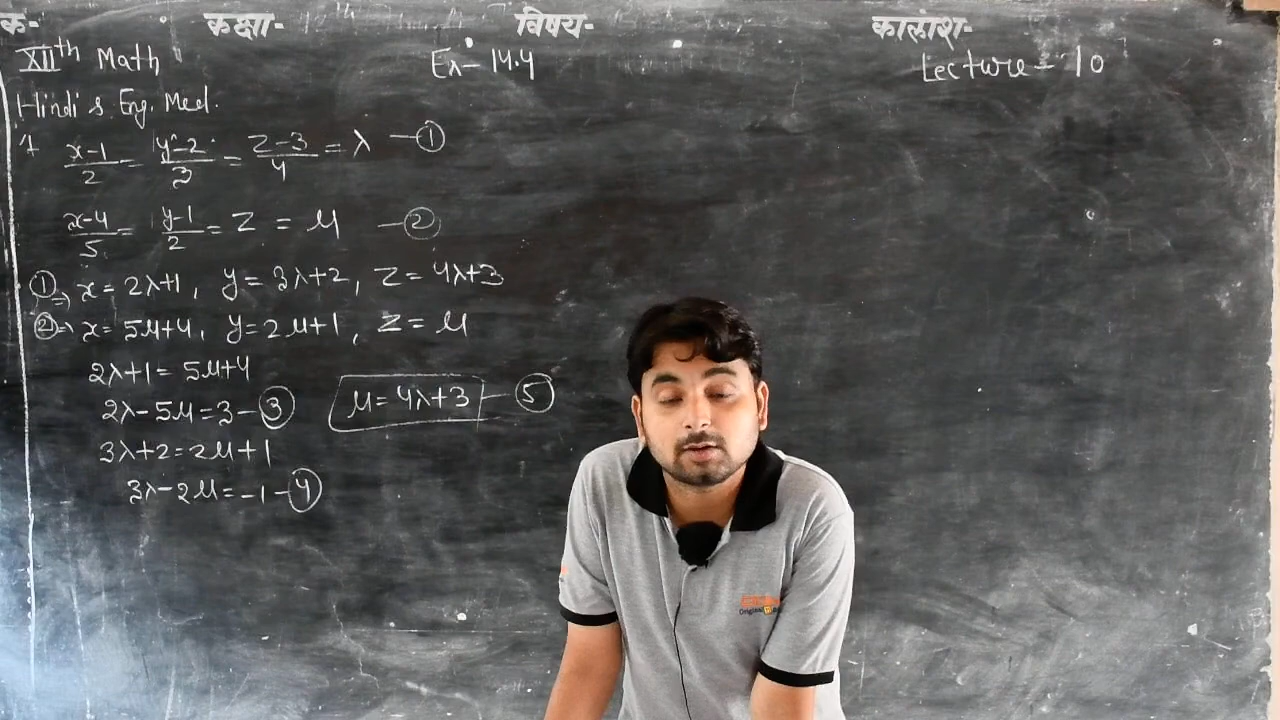 क- कक्षा- विषय- कालांश-
XIIth Math Ex-14.4 Lecture-10
Hindi & Eng. Med.
1 x-1/2 = y-2/3 = z-3/4 = λ —①
x-4/5 = y-1/2 = z = μ —②
① ⇒ x = 2λ+1, y = 3λ+2, z = 4λ+3
② ⇒ x = 5μ+4, y = 2μ+1, z = μ
2λ+1 = 5μ+4
2λ-5μ = 3 -③ μ = 4λ+3 -⑤
3λ+2 = 2μ+1
3λ-2μ = -1 -④